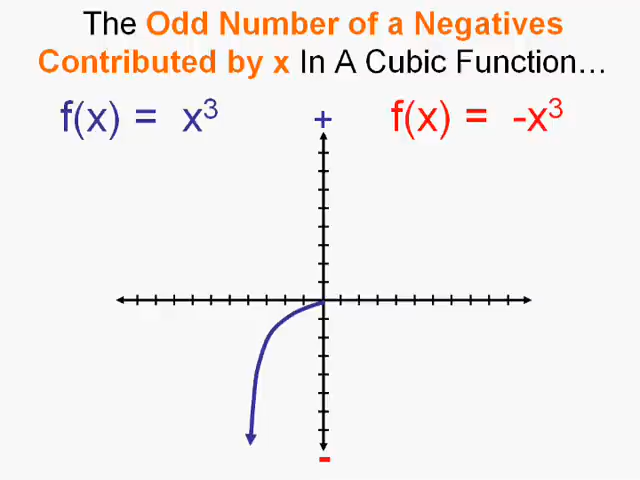 The Odd Number of a Negatives
Contributed by x In A Cubic Function…
f(x) = x³ + f(x) = -x³
-